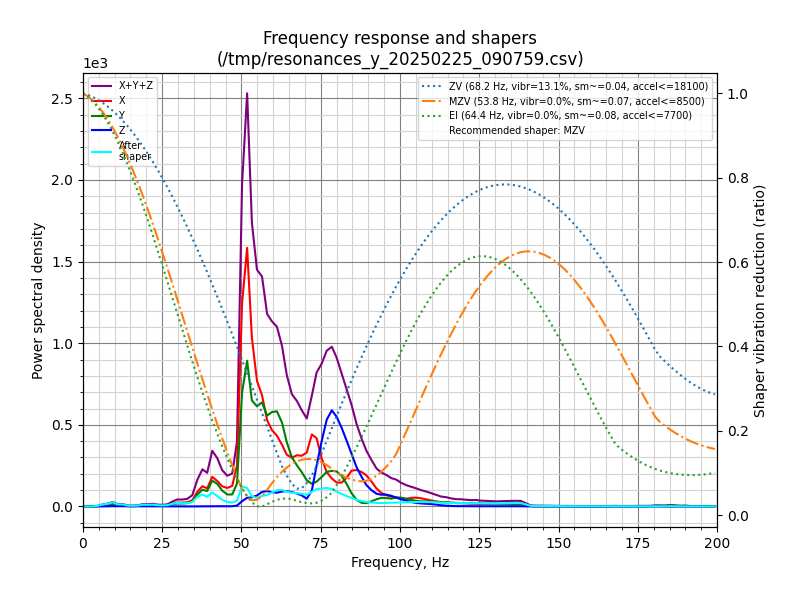 Frequency response and shapers
(/tmp/resonances_y_20250225_090759.csv)
1e3
X+Y+Z
X
Y
Z
After
shaper
ZV (68.2 Hz, vibr=13.1%, sm~=0.04, accel<=18100)
MZV (53.8 Hz, vibr=0.0%, sm~=0.07, accel<=8500)
EI (64.4 Hz, vibr=0.0%, sm~=0.08, accel<=7700)
Recommended shaper: MZV
Power spectral density
2.5
2.0
1.5
1.0
0.5
0.0
1.0
0.8
0.6
0.4
0.2
0.0
Shaper vibration reduction (ratio)
0 25 50 75 100 125 150 175 200
Frequency, Hz